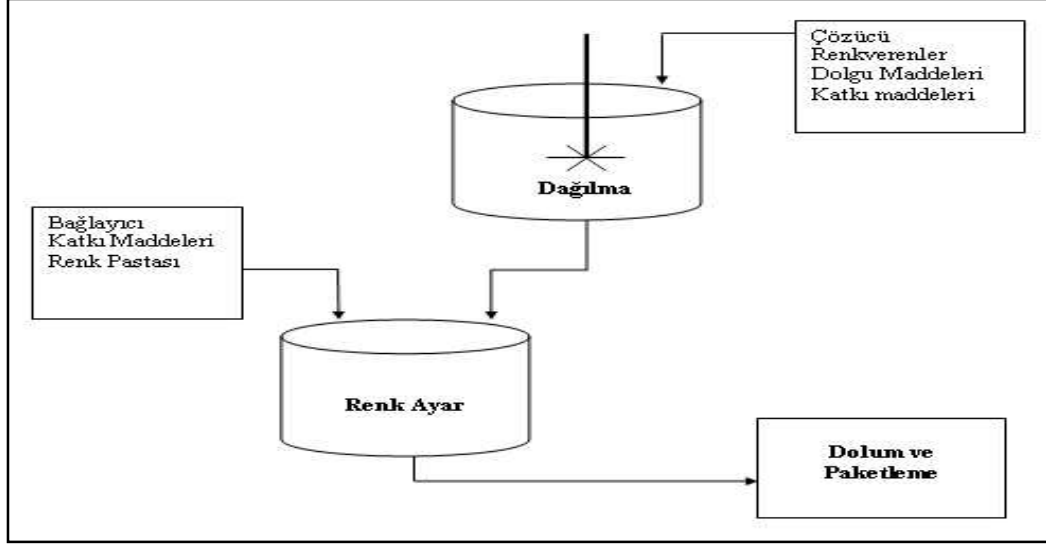 Çözücü
Renkverenler
Dolgu Maddeleri
Katkı maddeleri
Dağılma
Bağlayıcı
Katkı Maddeleri
Renk Pastası
Renk Ayar
Dolum ve
Paketleme